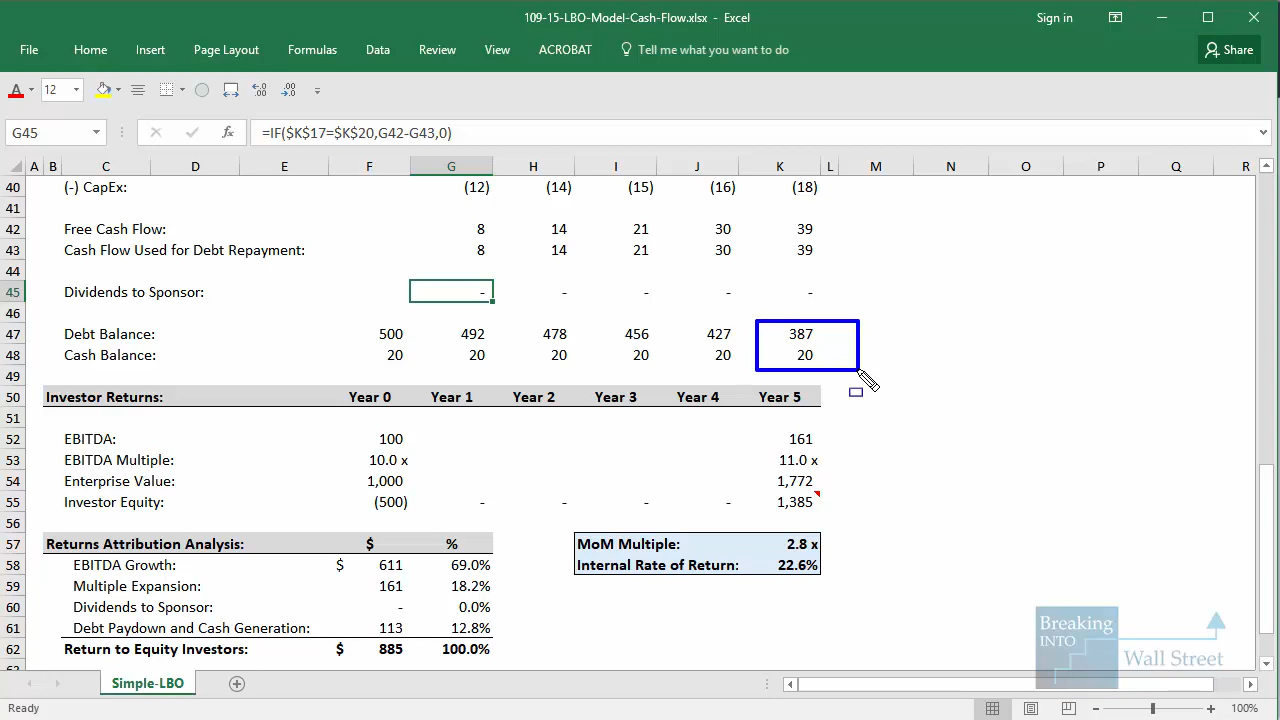 109-15-LBO-Model-Cash-Flow.xlsx - Excel
Sign in
File Home Insert Page Layout Formulas Data Review View ACROBAT Tell me what you want to do Share
A 12
G45 fx =IF($K$17=$K$20,G42-G43,0)
A B C D E F G H I J K L M N O P Q R
40 (-) CapEx: (12) (14) (15) (16) (18)
41
42 Free Cash Flow: 8 14 21 30 39
43 Cash Flow Used for Debt Repayment: 8 14 21 30 39
44
45 Dividends to Sponsor: - - - - -
46
47 Debt Balance: 500 492 478 456 427 387
48 Cash Balance: 20 20 20 20 20 20
49
50 Investor Returns: Year 0 Year 1 Year 2 Year 3 Year 4 Year 5
51
52 EBITDA: 100 161
53 EBITDA Multiple: 10.0 x 11.0 x
54 Enterprise Value: 1,000 1,772
55 Investor Equity: (500) - - - - 1,385
56
57 Returns Attribution Analysis: $ % MoM Multiple: 2.8 x
58 EBITDA Growth: $ 611 69.0% Internal Rate of Return: 22.6%
59 Multiple Expansion: 161 18.2%
60 Dividends to Sponsor: - 0.0%
61 Debt Paydown and Cash Generation: 113 12.8%
62 Return to Equity Investors: $ 885 100.0%
Breaking
INTO
Wall Street
Simple-LBO
Ready 100%